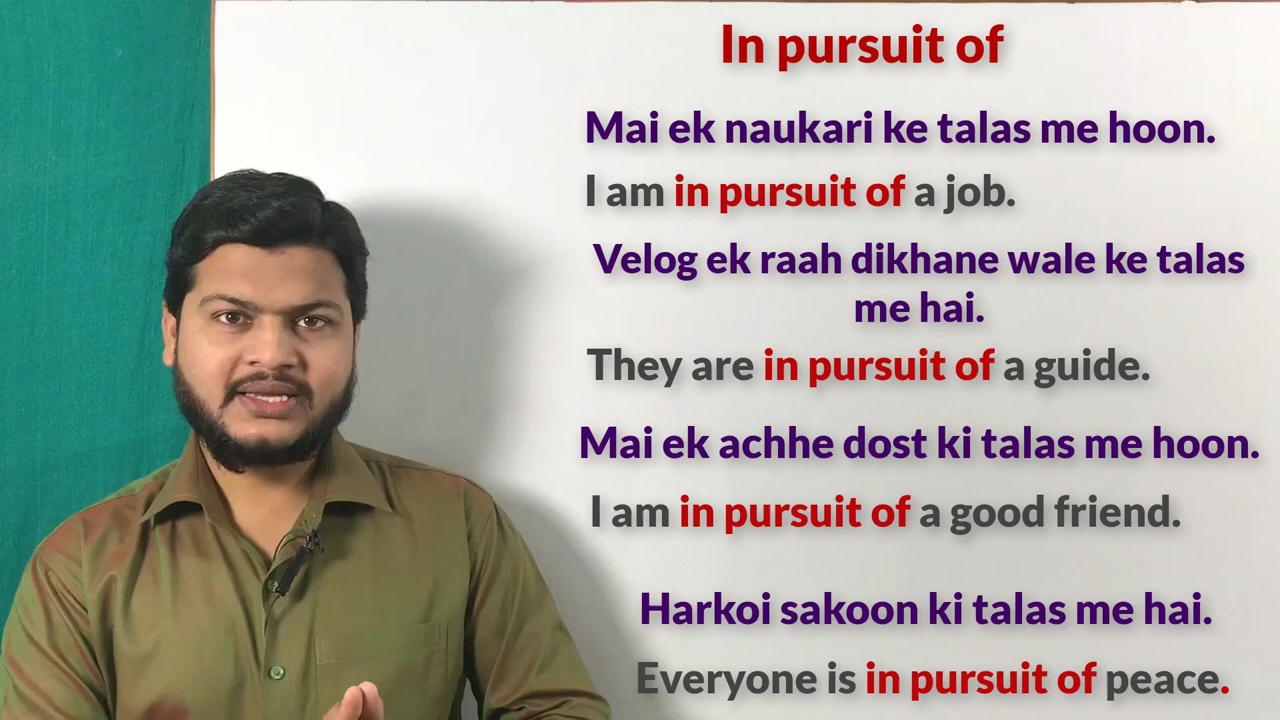 In pursuit of
Mai ek naukari ke talas me hoon.
I am in pursuit of a job.
Velog ek raah dikhane wale ke talas
me hai.
They are in pursuit of a guide.
Mai ek achhe dost ki talas me hoon.
I am in pursuit of a good friend.
Harkoi sakoon ki talas me hai.
Everyone is in pursuit of peace.